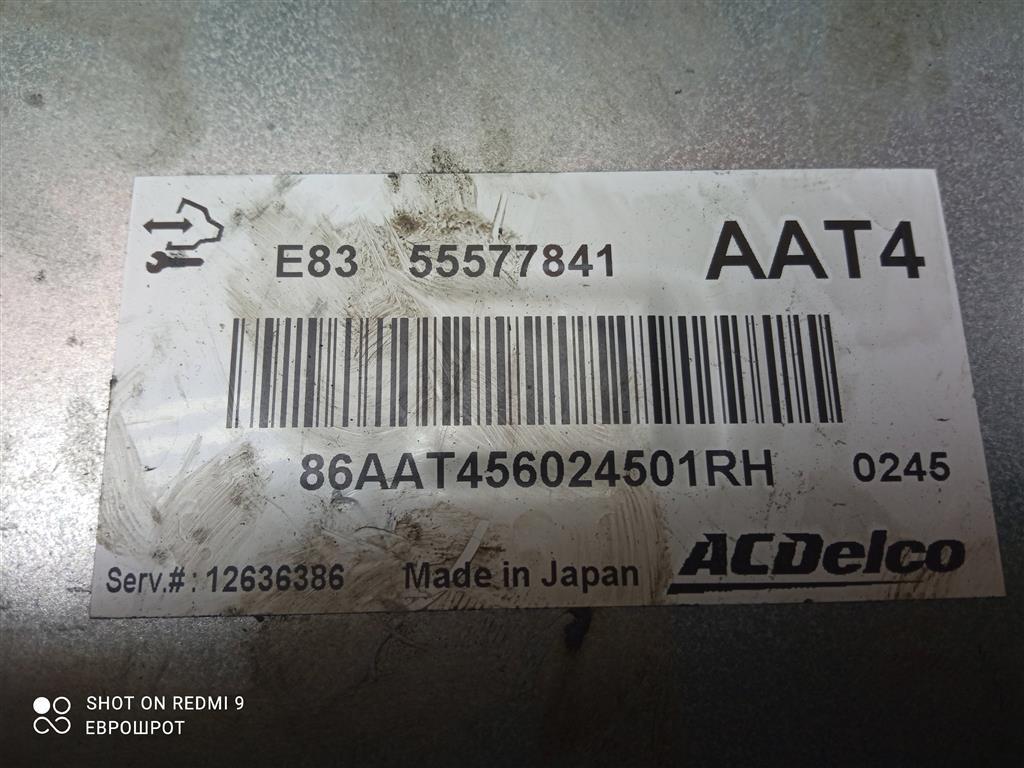 E83 55577841 AAT4
86AAT456024501RH 0245
Serv.#: 12636386 Made in Japan ACDelco
SHOT ON REDMI 9
ЕВРОШРОТ